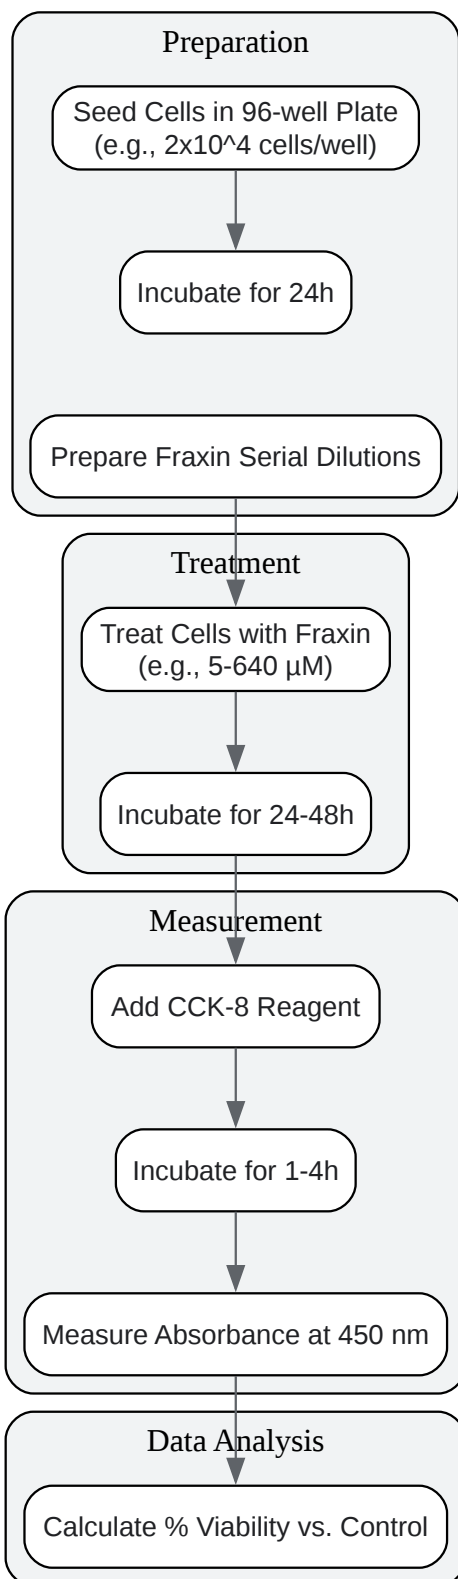 Preparation
Seed Cells in 96-well Plate
(e.g., 2x10^4 cells/well)
Incubate for 24h
Prepare Fraxin Serial Dilutions
Treatment
Treat Cells with Fraxin
(e.g., 5-640 µM)
Incubate for 24-48h
Measurement
Add CCK-8 Reagent
Incubate for 1-4h
Measure Absorbance at 450 nm
Data Analysis
Calculate % Viability vs. Control